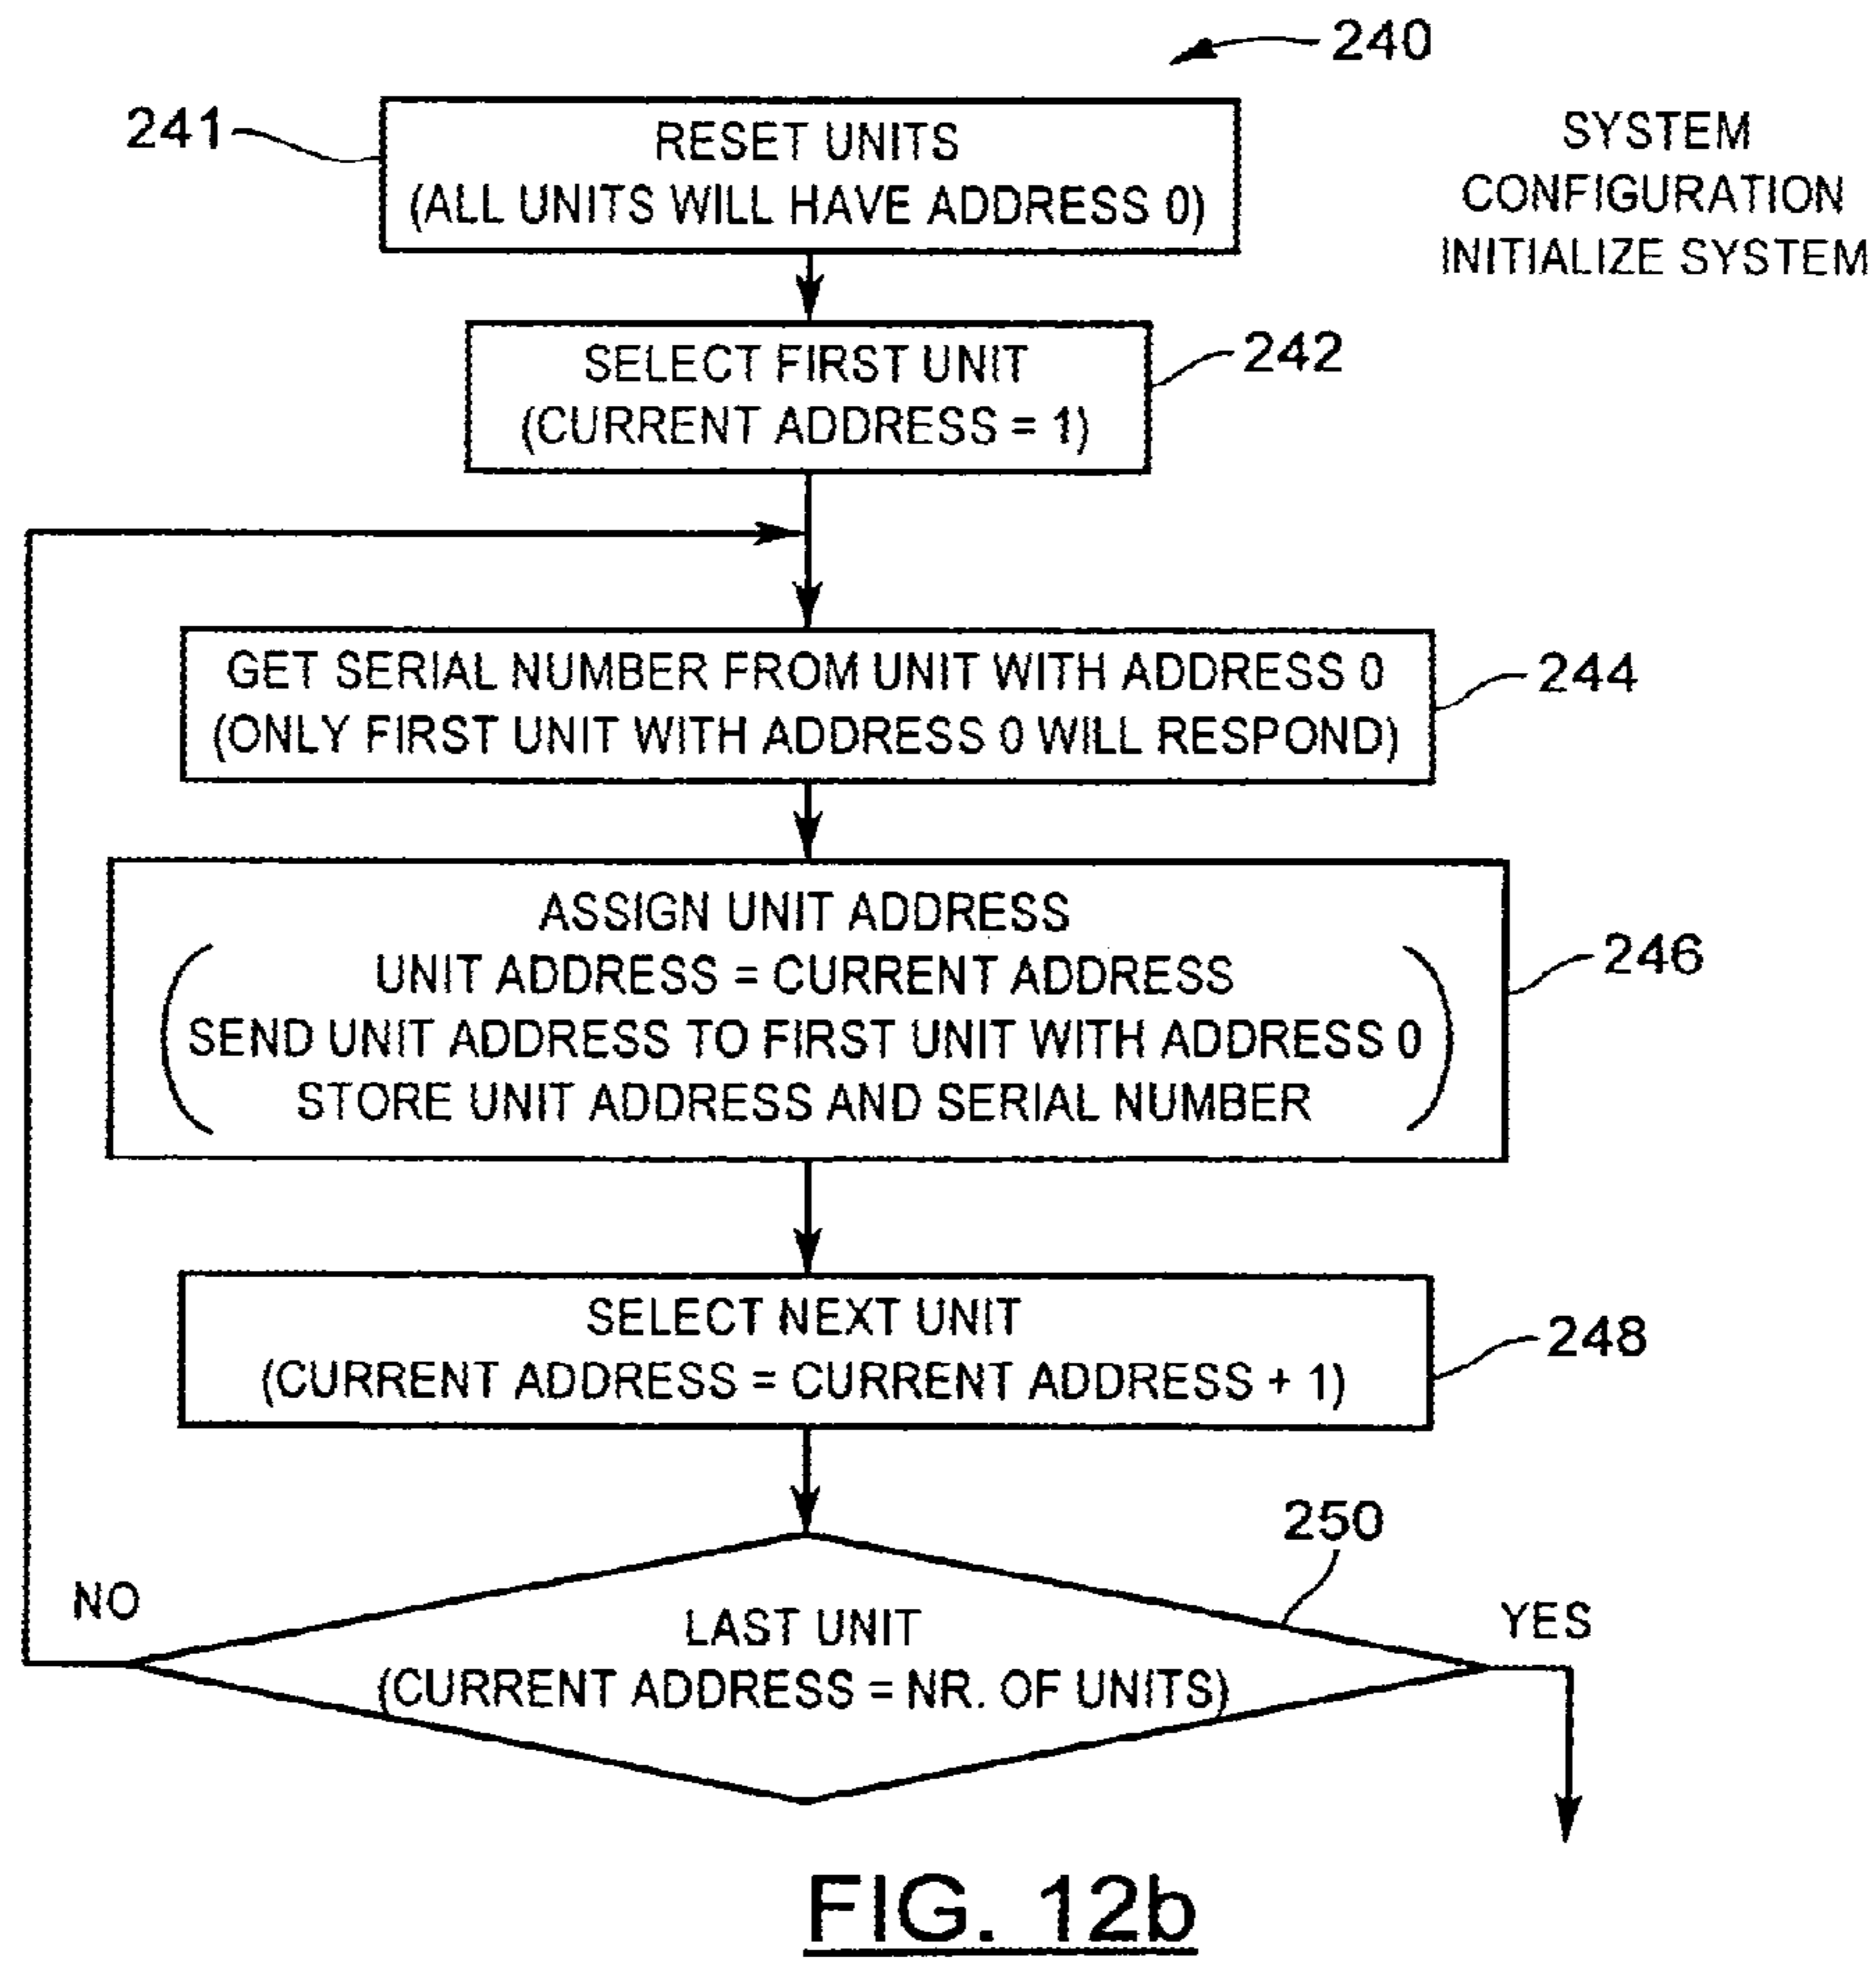 240
SYSTEM
CONFIGURATION
INITIALIZE SYSTEM
241
RESET UNITS
(ALL UNITS WILL HAVE ADDRESS 0)
SELECT FIRST UNIT
(CURRENT ADDRESS = 1)
242
GET SERIAL NUMBER FROM UNIT WITH ADDRESS 0
(ONLY FIRST UNIT WITH ADDRESS 0 WILL RESPOND)
244
ASSIGN UNIT ADDRESS
( UNIT ADDRESS = CURRENT ADDRESS
SEND UNIT ADDRESS TO FIRST UNIT WITH ADDRESS 0
STORE UNIT ADDRESS AND SERIAL NUMBER )
246
SELECT NEXT UNIT
(CURRENT ADDRESS = CURRENT ADDRESS + 1)
248
250
NO
LAST UNIT
(CURRENT ADDRESS = NR. OF UNITS)
YES
FIG. 12b